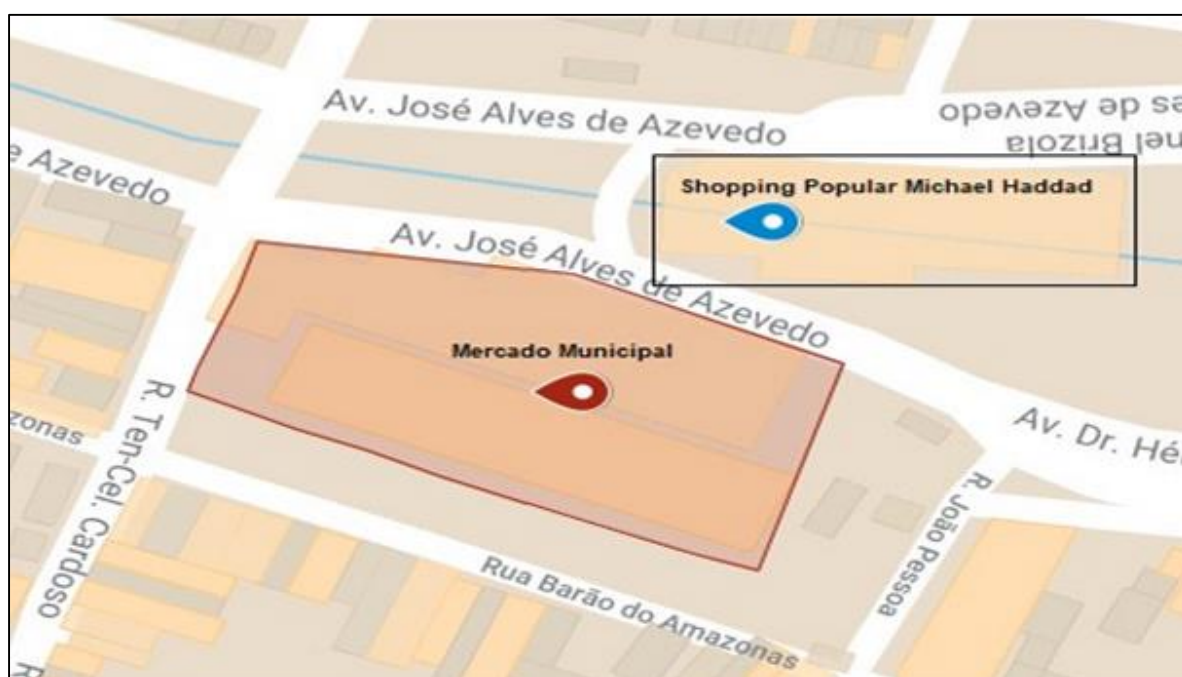 Av. José Alves de Azevedo
es de Azevedo
nel Brizola
e Azevedo
Shopping Popular Michael Haddad
Av. José Alves de Azevedo
Mercado Municipal
Av. Dr. Hé
zonas
R. Ten-Cel. Cardoso
R. João Pessoa
Rua Barão do Amazonas
R